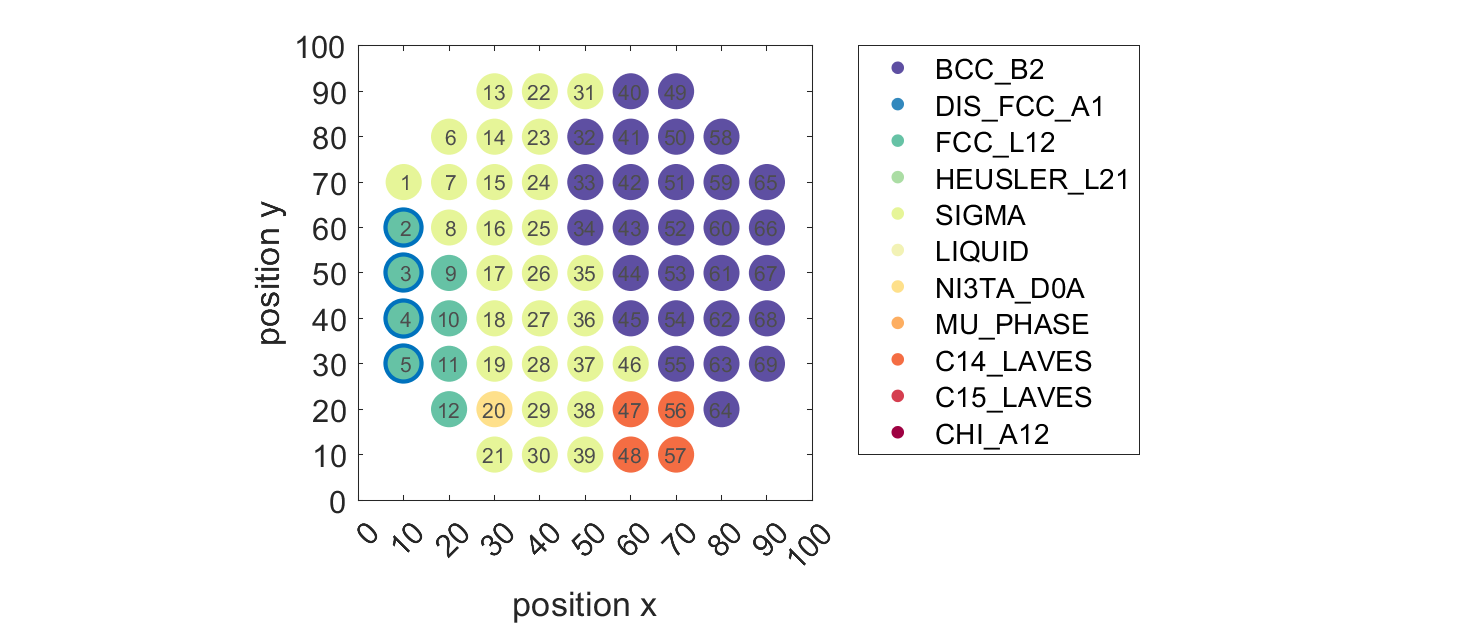 100
90 13 22 31 40 49
80 6 14 23 32 41 50 58
70 1 7 15 24 33 42 51 59 65
60 2 8 16 25 34 43 52 60 66
50 3 9 17 26 35 44 53 61 67
40 4 10 18 27 36 45 54 62 68
30 5 11 19 28 37 46 55 63 69
20 12 20 29 38 47 56 64
10 21 30 39 48 57
0
0 10 20 30 40 50 60 70 80 90 100
position x
position y
BCC_B2
DIS_FCC_A1
FCC_L12
HEUSLER_L21
SIGMA
LIQUID
NI3TA_D0A
MU_PHASE
C14_LAVES
C15_LAVES
CHI_A12